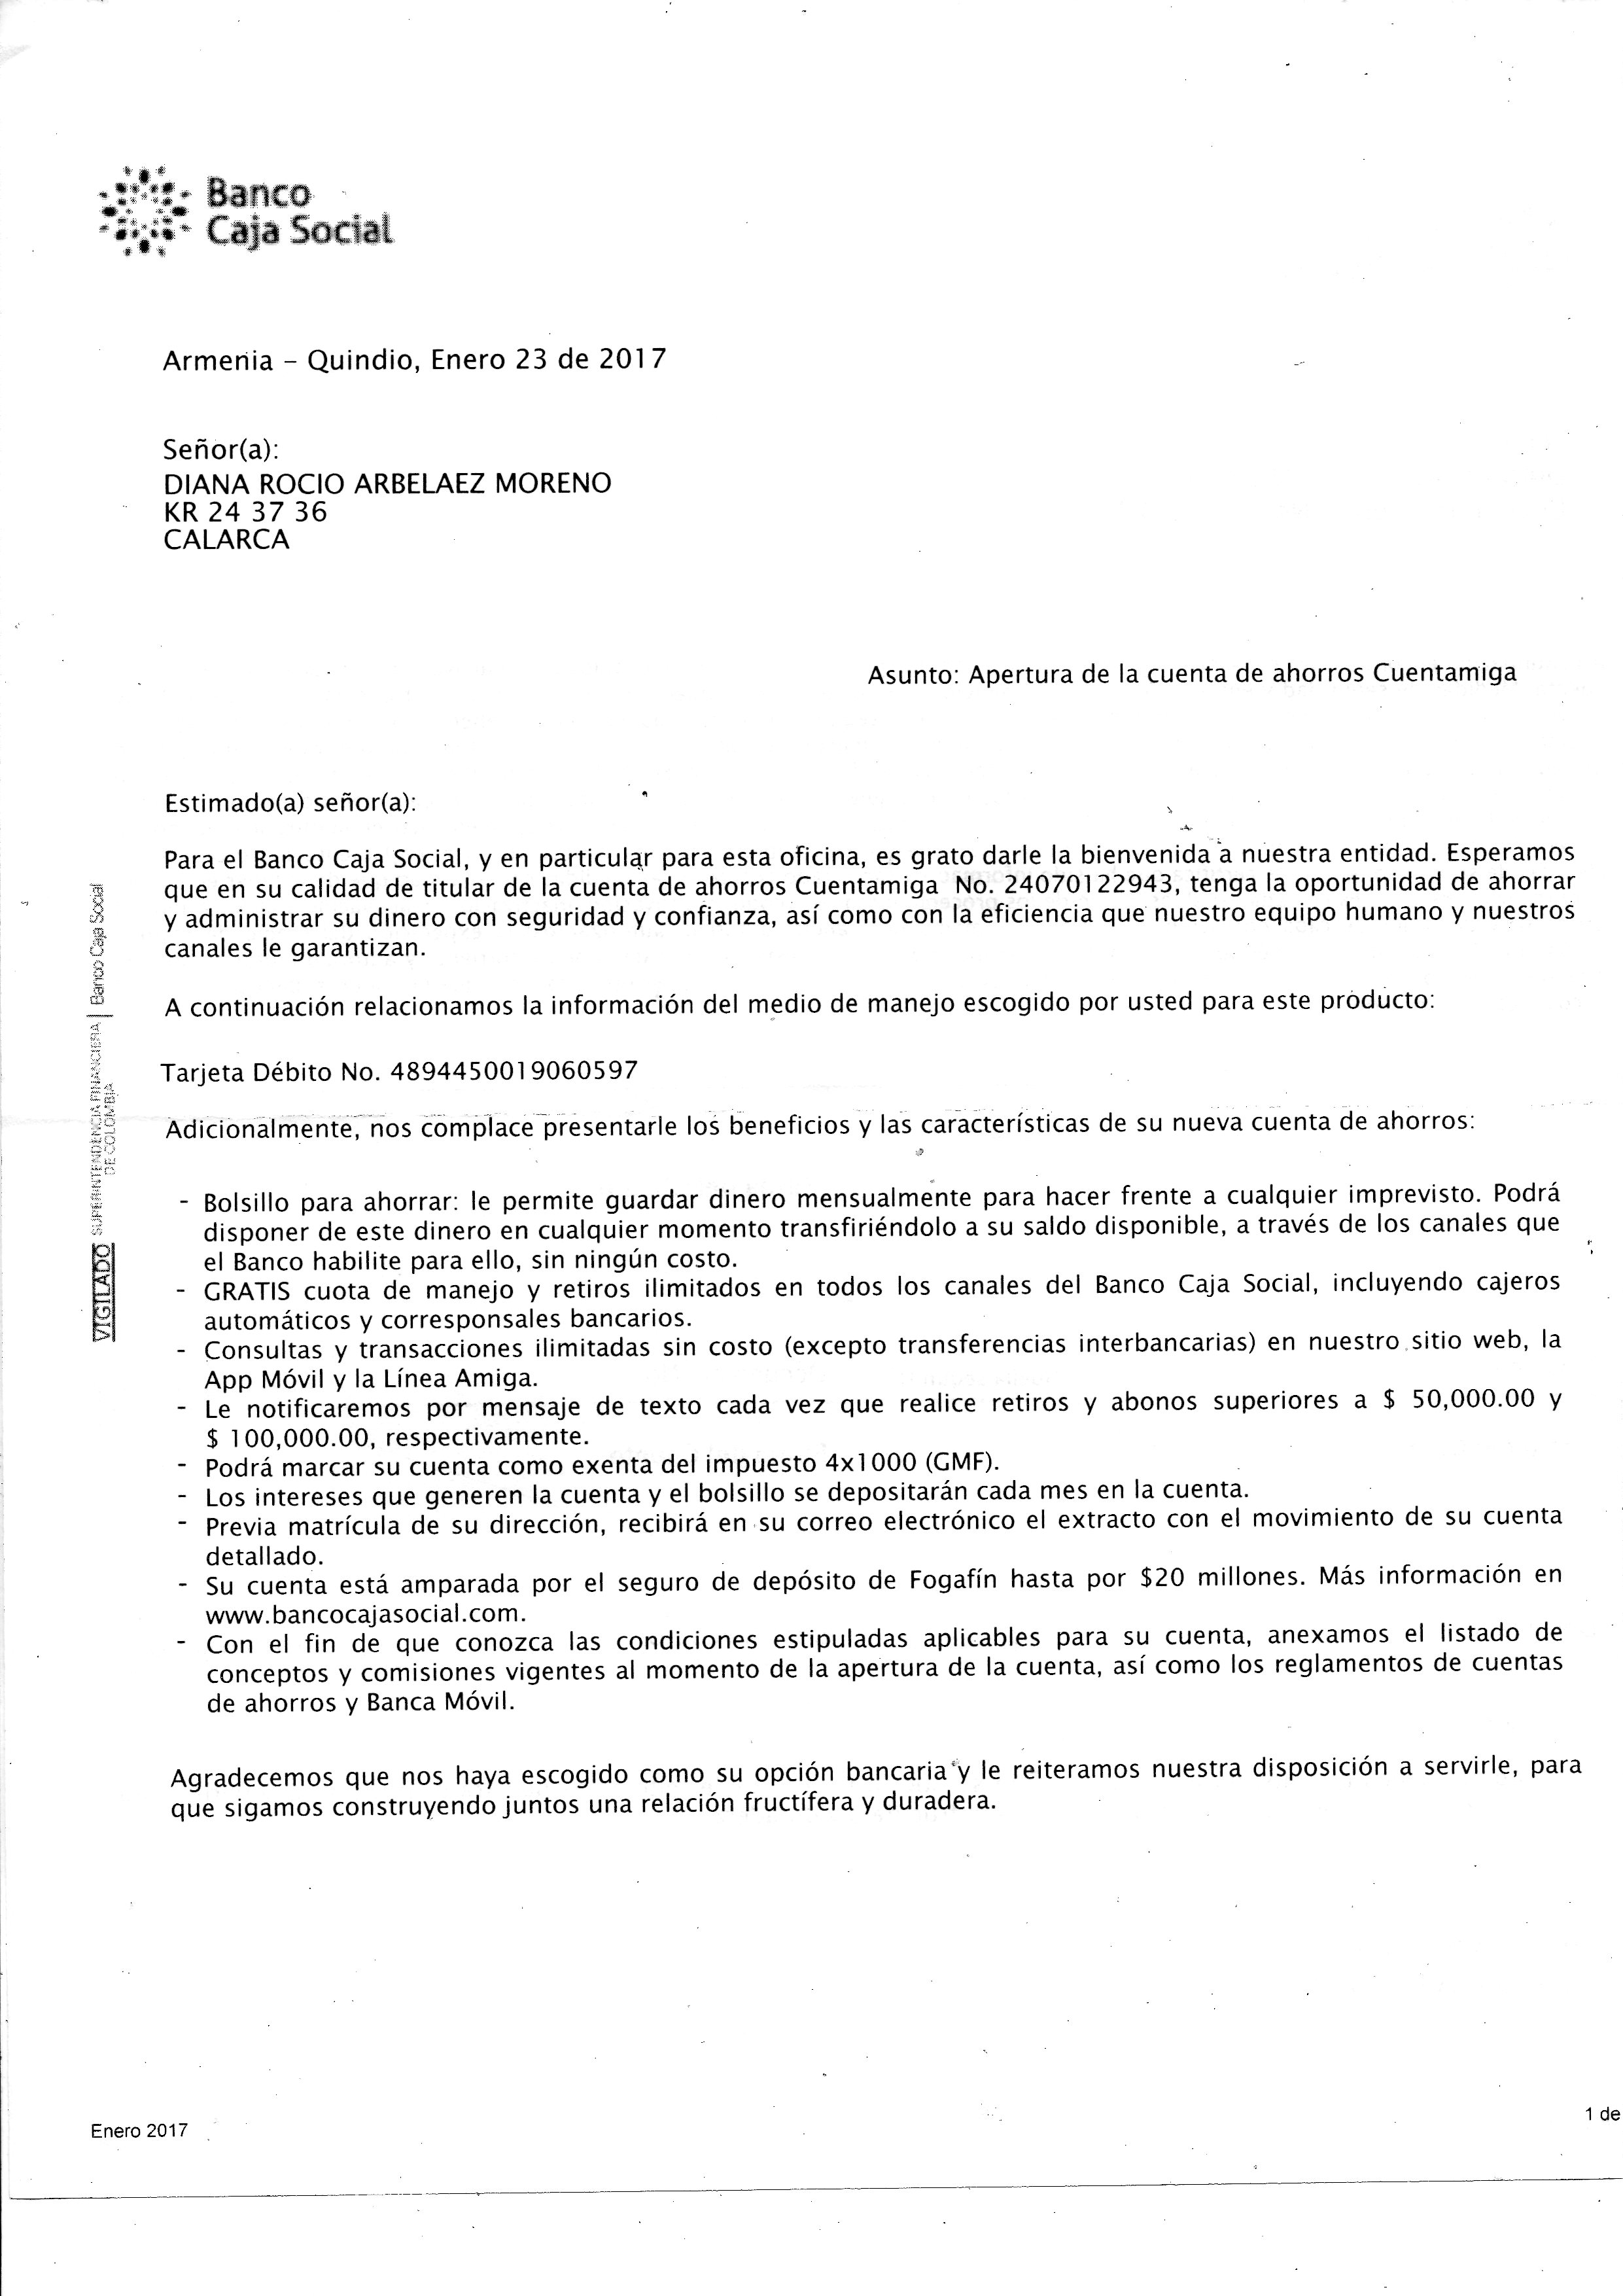 Banco
Caja Social
Armenia – Quindio, Enero 23 de 2017
Señor(a):
DIANA ROCIO ARBELAEZ MORENO
KR 24 37 36
CALARCA
Asunto: Apertura de la cuenta de ahorros Cuentamiga
Estimado(a) señor(a):
Para el Banco Caja Social, y en particular para esta oficina, es grato darle la bienvenida a nuestra entidad. Esperamos
que en su calidad de titular de la cuenta de ahorros Cuentamiga No. 24070122943, tenga la oportunidad de ahorrar
y administrar su dinero con seguridad y confianza, así como con la eficiencia que nuestro equipo humano y nuestros
canales le garantizan.
A continuación relacionamos la información del medio de manejo escogido por usted para este producto:
Tarjeta Débito No. 4894450019060597
Adicionalmente, nos complace presentarle los beneficios y las características de su nueva cuenta de ahorros:
- Bolsillo para ahorrar: le permite guardar dinero mensualmente para hacer frente a cualquier imprevisto. Podrá
disponer de este dinero en cualquier momento transfiriéndolo a su saldo disponible, a través de los canales que
el Banco habilite para ello, sin ningún costo.
- GRATIS cuota de manejo y retiros ilimitados en todos los canales del Banco Caja Social, incluyendo cajeros
automáticos y corresponsales bancarios.
- Consultas y transacciones ilimitadas sin costo (excepto transferencias interbancarias) en nuestro sitio web, la
App Móvil y la Línea Amiga.
- Le notificaremos por mensaje de texto cada vez que realice retiros y abonos superiores a $ 50,000.00 y
$ 100,000.00, respectivamente.
- Podrá marcar su cuenta como exenta del impuesto 4x1000 (GMF).
- Los intereses que generen la cuenta y el bolsillo se depositarán cada mes en la cuenta.
- Previa matrícula de su dirección, recibirá en su correo electrónico el extracto con el movimiento de su cuenta
detallado.
- Su cuenta está amparada por el seguro de depósito de Fogafín hasta por $20 millones. Más información en
www.bancocajasocial.com.
- Con el fin de que conozca las condiciones estipuladas aplicables para su cuenta, anexamos el listado de
conceptos y comisiones vigentes al momento de la apertura de la cuenta, así como los reglamentos de cuentas
de ahorros y Banca Móvil.
Agradecemos que nos haya escogido como su opción bancaria y le reiteramos nuestra disposición a servirle, para
que sigamos construyendo juntos una relación fructífera y duradera.
VIGILADO SUPERINTENDENCIA FINANCIERA | Banco Caja Social
DE COLOMBIA
Enero 2017
1 de